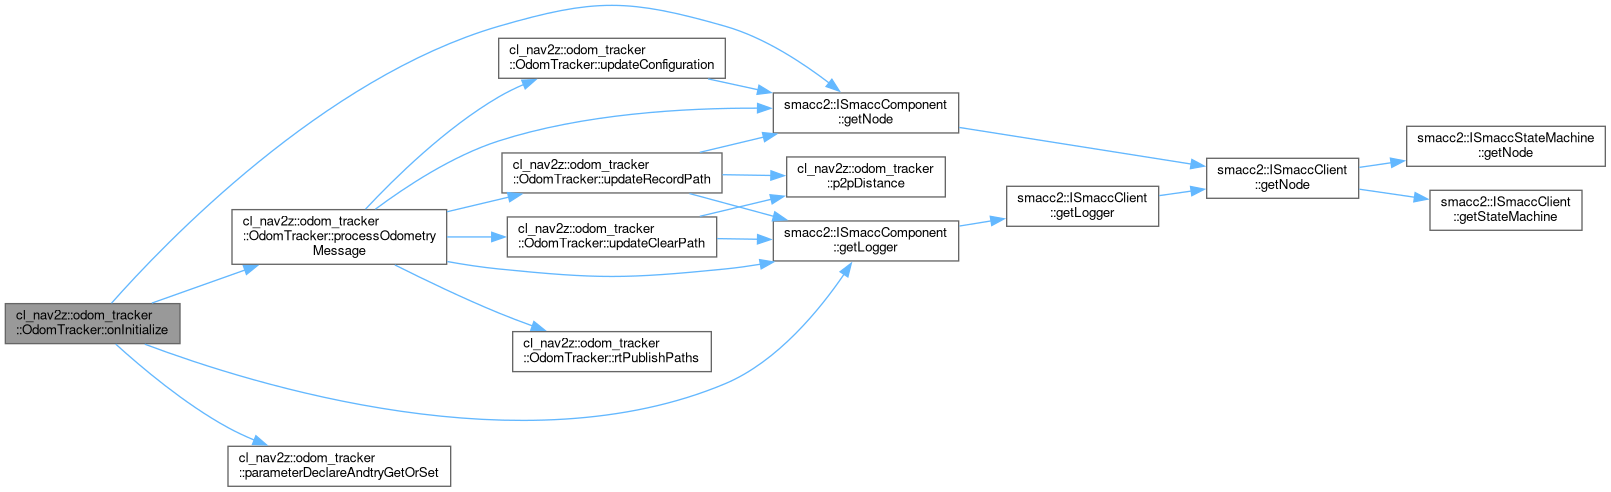 cl_nav2z::odom_tracker
::OdomTracker::onInitialize
cl_nav2z::odom_tracker
::OdomTracker::processOdometry
Message
cl_nav2z::odom_tracker
::parameterDeclareAndtryGetOrSet
cl_nav2z::odom_tracker
::OdomTracker::updateConfiguration
cl_nav2z::odom_tracker
::OdomTracker::updateRecordPath
cl_nav2z::odom_tracker
::OdomTracker::updateClearPath
cl_nav2z::odom_tracker
::OdomTracker::rtPublishPaths
smacc2::ISmaccComponent
::getNode
cl_nav2z::odom_tracker
::p2pDistance
smacc2::ISmaccComponent
::getLogger
smacc2::ISmaccClient
::getLogger
smacc2::ISmaccClient
::getNode
smacc2::ISmaccStateMachine
::getNode
smacc2::ISmaccClient
::getStateMachine